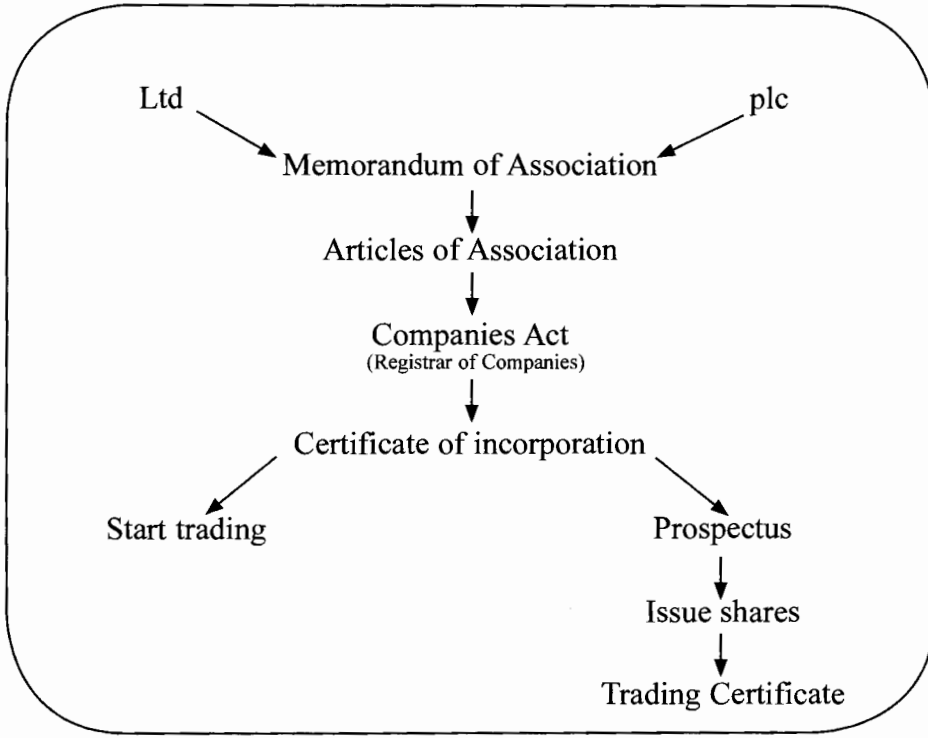 Ltd
plc
Memorandum of Association
Articles of Association
Companies Act
(Registrar of Companies)
Certificate of incorporation
Start trading
Prospectus
Issue shares
Trading Certificate